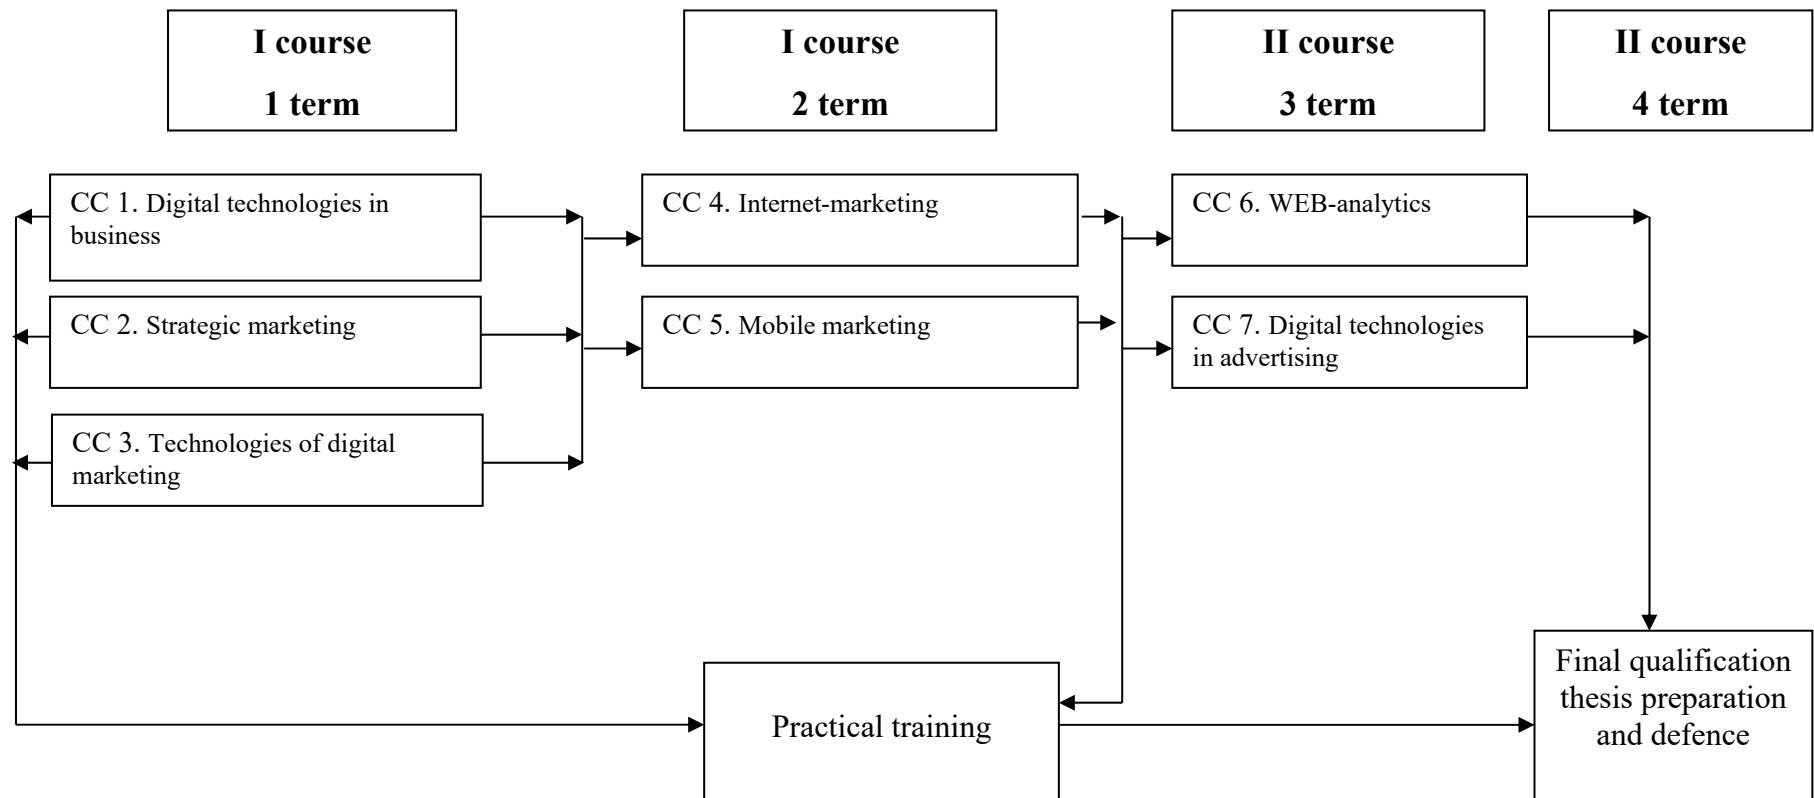 I course
1 term
I course
2 term
II course
3 term
II course
4 term
CC 1. Digital technologies in
business
CC 4. Internet-marketing
CC 6. WEB-analytics
CC 2. Strategic marketing
CC 5. Mobile marketing
CC 7. Digital technologies
in advertising
CC 3. Technologies of digital
marketing
Practical training
Final qualification
thesis preparation
and defence